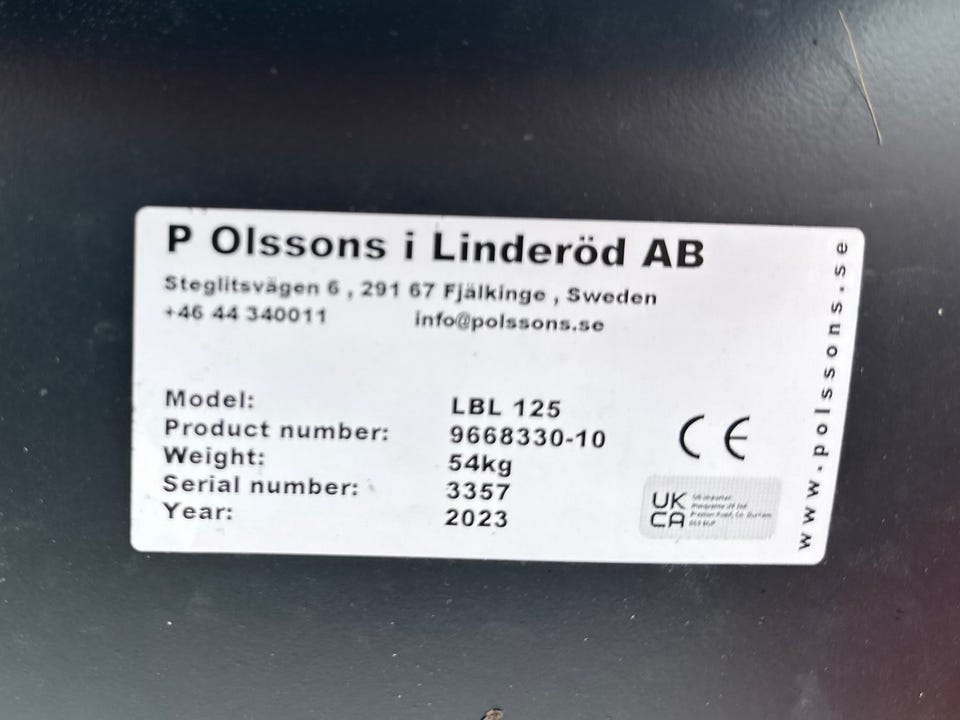 P Olssons i Linderöd AB
Steglitsvägen 6 , 291 67 Fjälkinge , Sweden
+46 44 340011 info@polssons.se
Model: LBL 125
Product number: 9668330-10
Weight: 54kg
Serial number: 3357
Year: 2023
CE
UK
CA
www.polssons.se